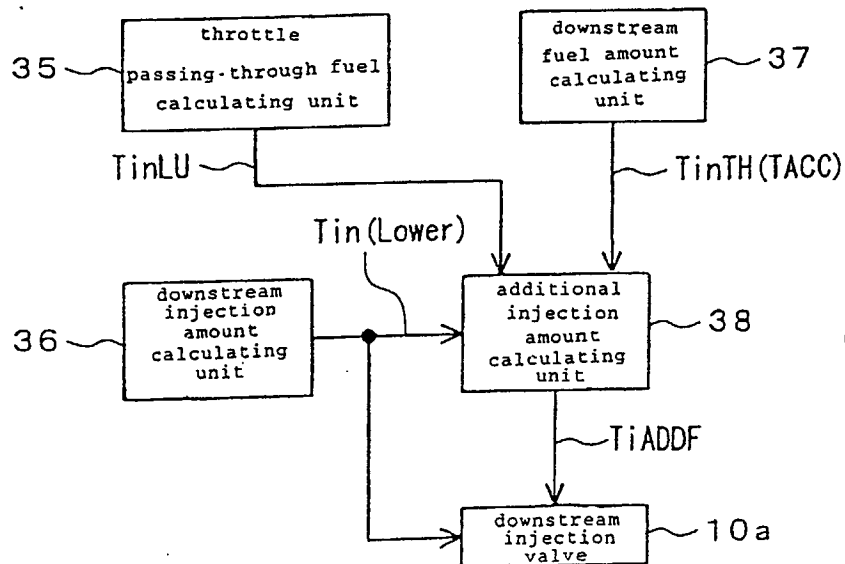 throttle
passing-through fuel
calculating unit
35
downstream
fuel amount
calculating
unit
37
TinLU
TinTH(TACC)
Tin(Lower)
downstream
injection
amount
calculating
unit
36
additional
injection
amount
calculating
unit
38
TiADDF
downstream
injection
valve
10a